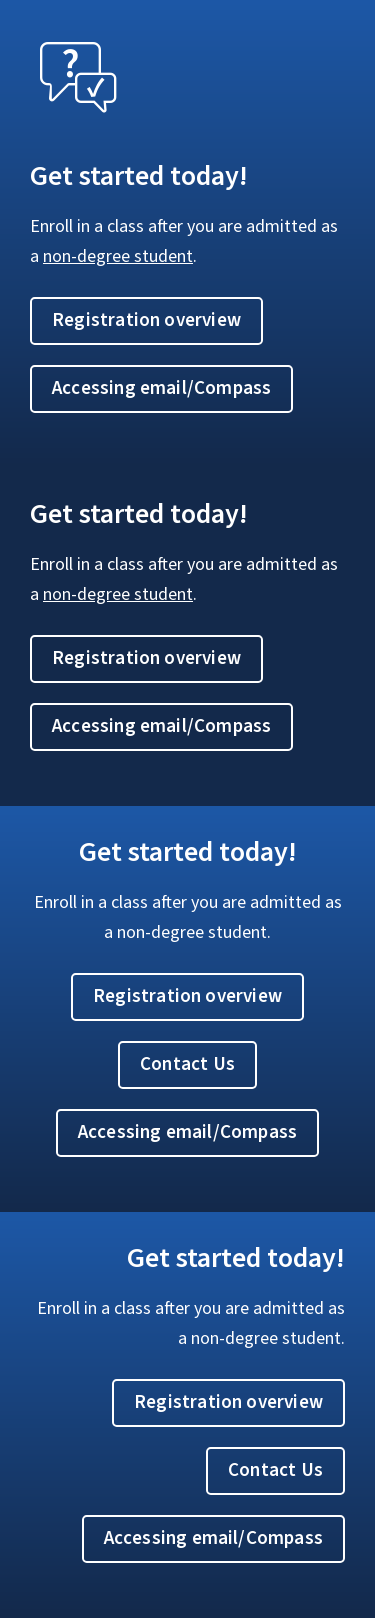 Get started today!
Enroll in a class after you are admitted as
a non-degree student.
Registration overview
Accessing email/Compass
Get started today!
Enroll in a class after you are admitted as
a non-degree student.
Registration overview
Accessing email/Compass
Get started today!
Enroll in a class after you are admitted as
a non-degree student.
Registration overview
Contact Us
Accessing email/Compass
Get started today!
Enroll in a class after you are admitted as
a non-degree student.
Registration overview
Contact Us
Accessing email/Compass